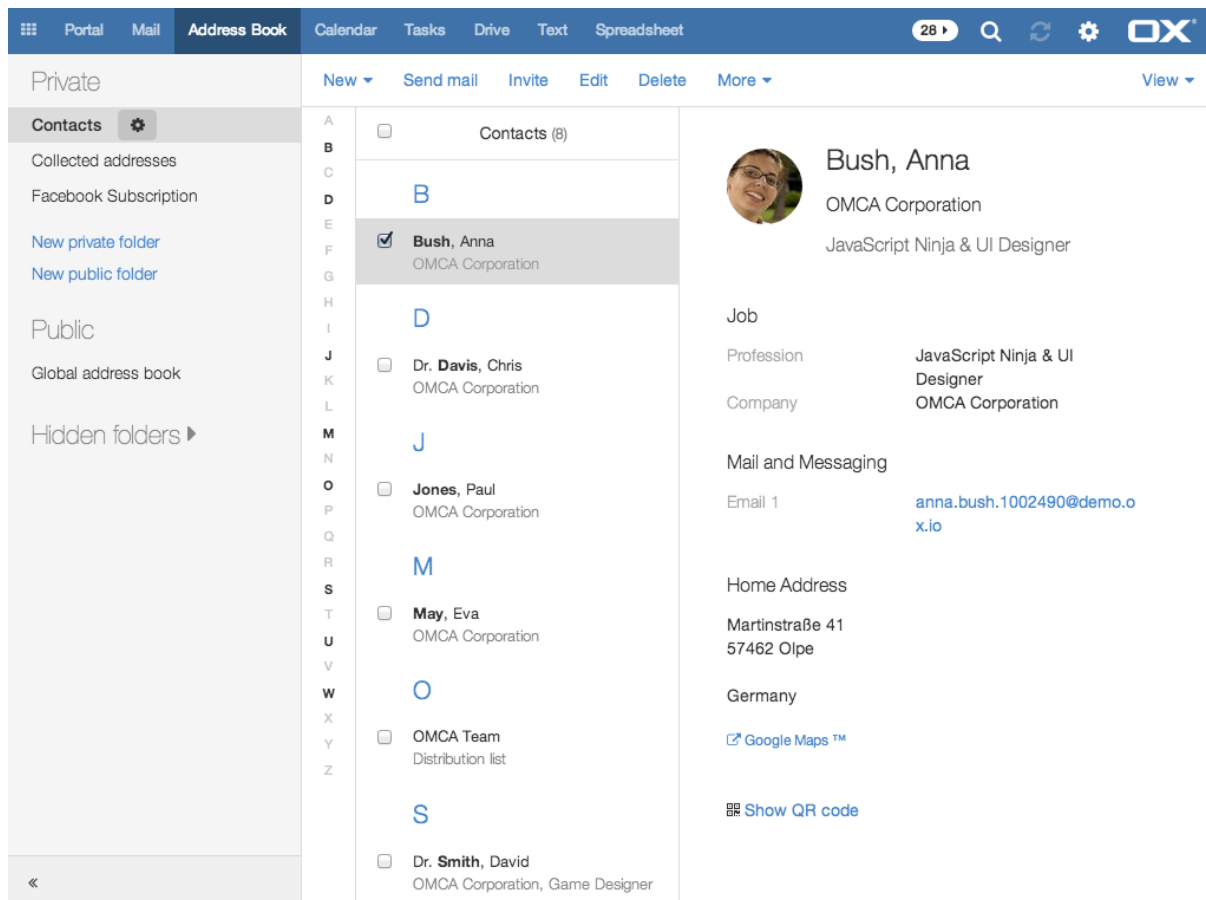 Portal Mail Address Book Calendar Tasks Drive Text Spreadsheet 28 OX
Private
Contacts
Collected addresses
Facebook Subscription
New private folder
New public folder
Public
Global address book
Hidden folders
«
New Send mail Invite Edit Delete More View
A
B
C
D
E
F
G
H
I
J
K
L
M
N
O
P
Q
R
S
T
U
V
W
X
Y
Z
Contacts (8)
B
Bush, Anna
OMCA Corporation
D
Dr. Davis, Chris
OMCA Corporation
J
Jones, Paul
OMCA Corporation
M
May, Eva
OMCA Corporation
O
OMCA Team
Distribution list
S
Dr. Smith, David
OMCA Corporation, Game Designer
Bush, Anna
OMCA Corporation
JavaScript Ninja & UI Designer
Job
Profession JavaScript Ninja & UI
Designer
Company OMCA Corporation
Mail and Messaging
Email 1 anna.bush.1002490@demo.o
x.io
Home Address
Martinstraße 41
57462 Olpe
Germany
Google Maps ™
Show QR code